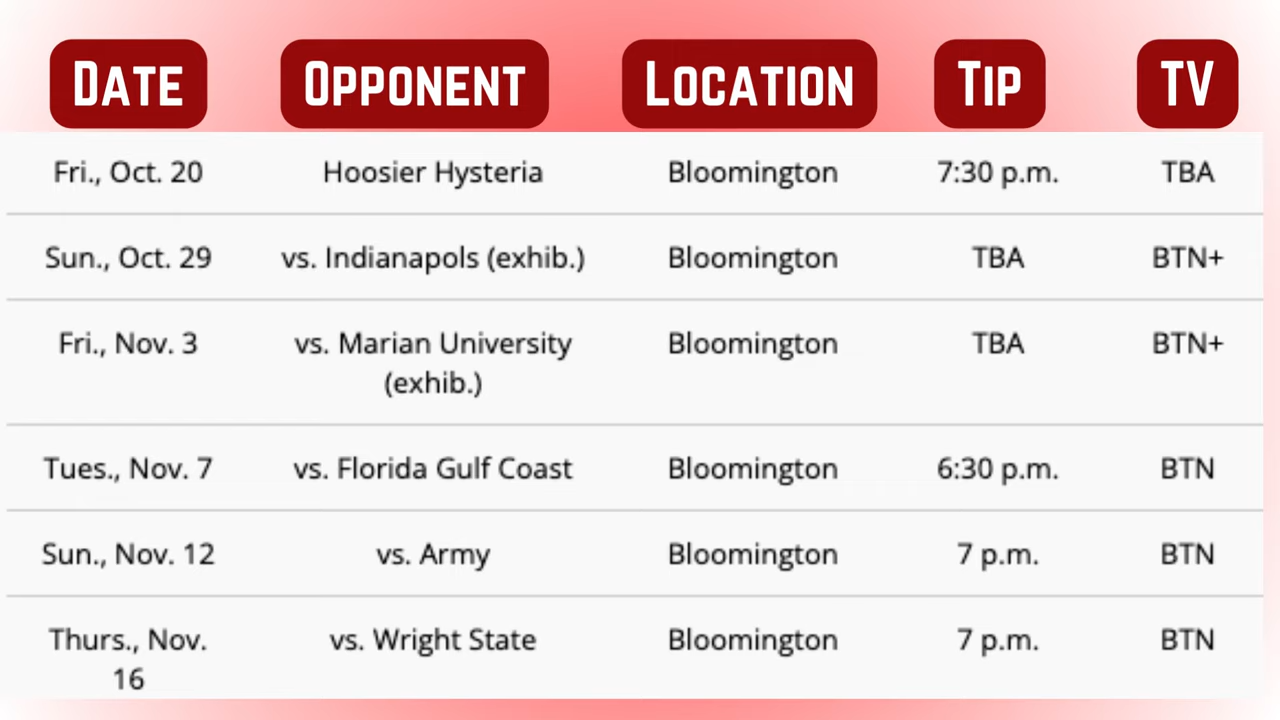 DATE OPPONENT LOCATION TIP TV
Fri., Oct. 20 Hoosier Hysteria Bloomington 7:30 p.m. TBA
Sun., Oct. 29 vs. Indianapols (exhib.) Bloomington TBA BTN+
Fri., Nov. 3 vs. Marian University Bloomington TBA BTN+
(exhib.)
Tues., Nov. 7 vs. Florida Gulf Coast Bloomington 6:30 p.m. BTN
Sun., Nov. 12 vs. Army Bloomington 7 p.m. BTN
Thurs., Nov. vs. Wright State Bloomington 7 p.m. BTN
16